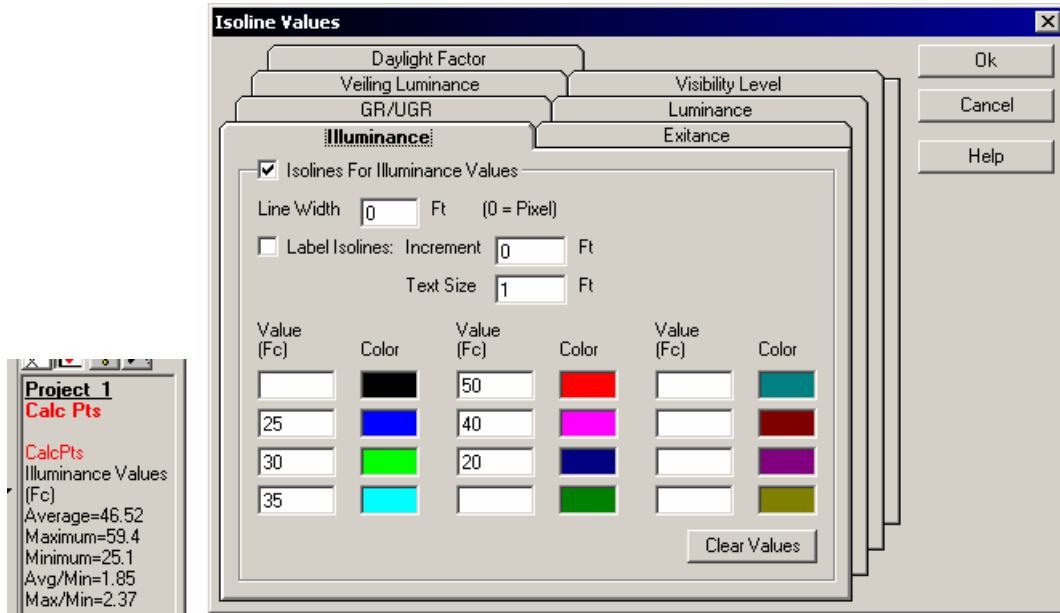 Isoline Values
Daylight Factor
Veiling Luminance Visibility Level
GR/UGR Luminance
Illuminance Exitance
Ok
Cancel
Help
Isolines For Illuminance Values
Line Width 0 Ft (0 = Pixel)
Label Isolines: Increment 0 Ft
Text Size 1 Ft
Value Value Value
(Fc) Color (Fc) Color (Fc) Color
50
25 40
30 20
35
Clear Values
Project_1
Calc Pts
CalcPts
Illuminance Values
(Fc)
Average=46.52
Maximum=59.4
Minimum=25.1
Avg/Min=1.85
Max/Min=2.37